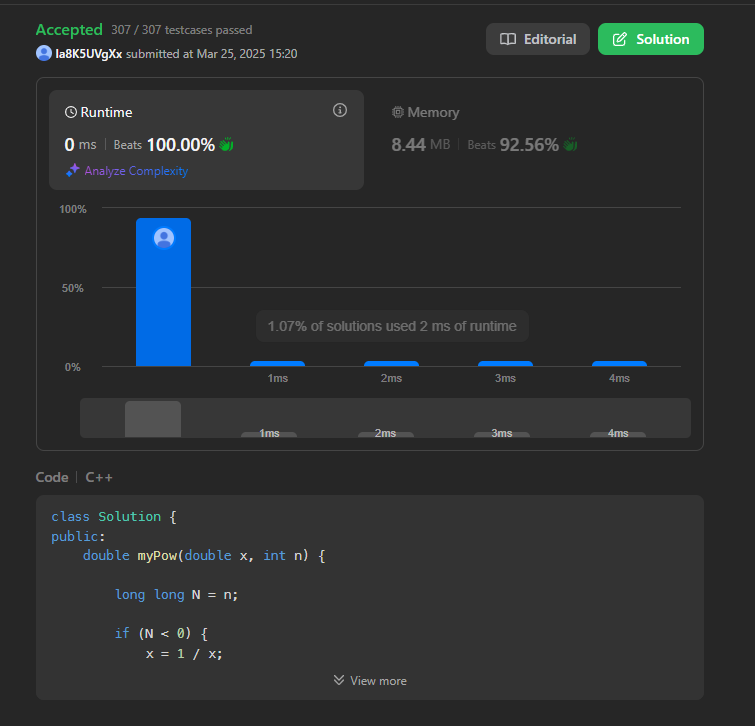 Accepted 307 / 307 testcases passed
Editorial
Solution
Ia8K5UVgXx submitted at Mar 25, 2025 15:20
Runtime
0 ms | Beats 100.00%
Analyze Complexity
Memory
8.44 MB | Beats 92.56%
100%
50%
0%
1.07% of solutions used 2 ms of runtime
1ms 2ms 3ms 4ms
1ms 2ms 3ms 4ms
Code | C++
class Solution {
public:
    double myPow(double x, int n) {
        long long N = n;
        if (N < 0) {
            x = 1 / x;
View more